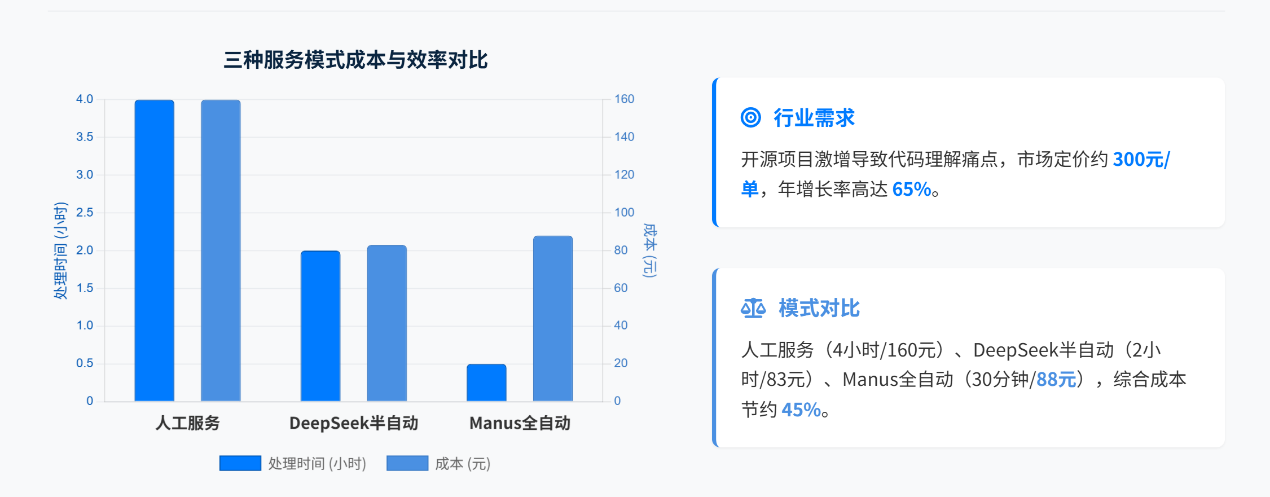 三种服务模式成本与效率对比
4.0
3.5
3.0
2.5
2.0
1.5
1.0
0.5
0
处理时间 (小时)
160
140
120
100
80
60
40
20
0
成本 (元)
人工服务
DeepSeek半自动
Manus全自动
处理时间 (小时)
成本 (元)
行业需求
开源项目激增导致代码理解痛点，市场定价约 300元/
单，年增长率高达 65%。
模式对比
人工服务（4小时/160元）、DeepSeek半自动（2小
时/83元）、Manus全自动（30分钟/88元），综合成本
节约 45%。